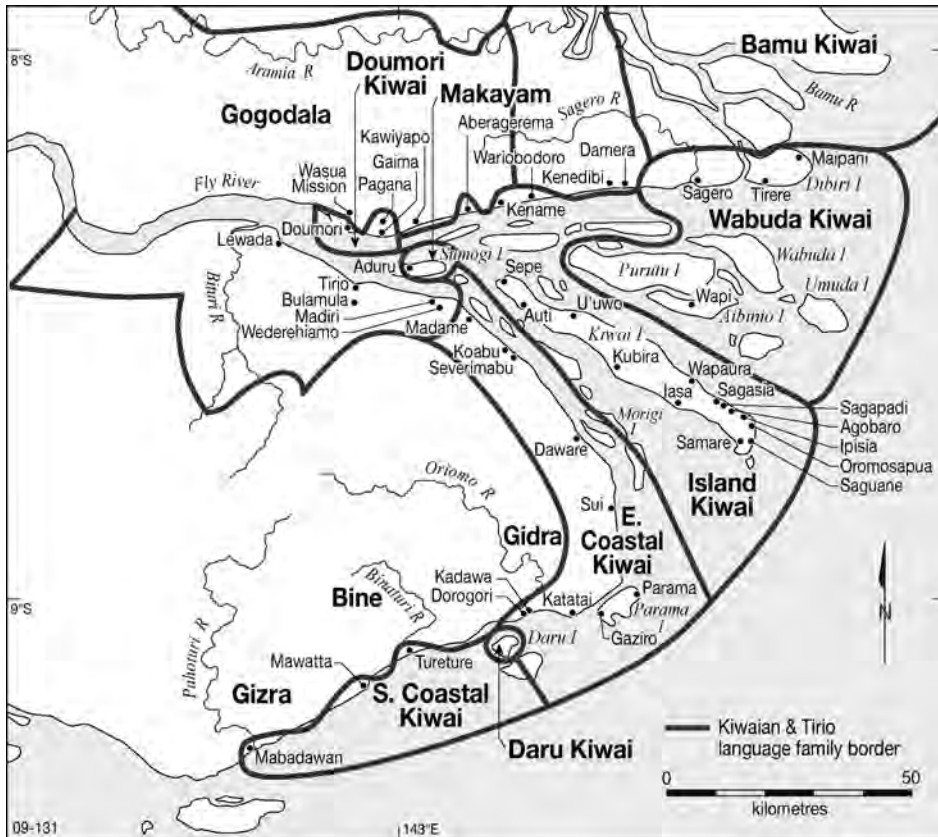 8°S
Aramia R
Doumori
Kiwai
Bamu Kiwai
Bamu R
Makayam
Sagero R
Gogodala
Aberagerema
Kawiyapo
Gaima
Pagana
Wariobodoro
Damera
Kenedibi
Maipani
Wasua
Mission
Fly River
Sagero
Tirere
Dibiri I
Doumori
Kename
Wabuda Kiwai
Lewada
Sumogi I
Aduru
Sepe
Purutu I
Wabuda I
Umuda I
Bituri R
Tirio
Bulamula
Madiri
Wederehiamo
Madame
Auti
U'uwo
Wapi
Aibinio I
Kiwai I
Koabu
Severimabu
Kubira
Wapaura
Iasa
Sagasia
Sagapadi
Agobaro
Ipisia
Oromosapua
Saguane
Morigi
I
Samare
Daware
Island
Kiwai
Oriomo R
Sui
Gidra
E.
Coastal
Kiwai
Bine
Binaturi R
Kadawa
Dorogori
Katatai
Parama
Parama
I
Gaziro
9°S
N
Pahoturi R
Daru I
Mawatta
Tureture
Gizra
S. Coastal
Kiwai
Daru Kiwai
Mabadawan
Kiwaian & Tirio
language family border
0
50
kilometres
09-131
143°E